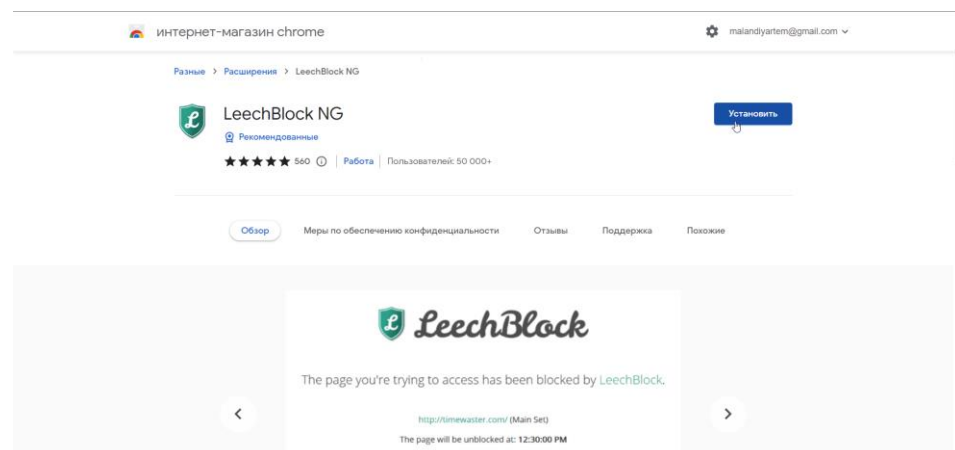 интернет-магазин chrome
malandiyartem@gmail.com
Разные > Расширения > LeechBlock NG
LeechBlock NG
Установить
Рекомендованные
560 | Работа | Пользователей: 50 000+
Обзор Меры по обеспечению конфиденциальности Отзывы Поддержка Похожие
LeechBlock
The page you're trying to access has been blocked by LeechBlock.
http://timewaster.com/ (Main Set)
The page will be unblocked at: 12:30:00 PM